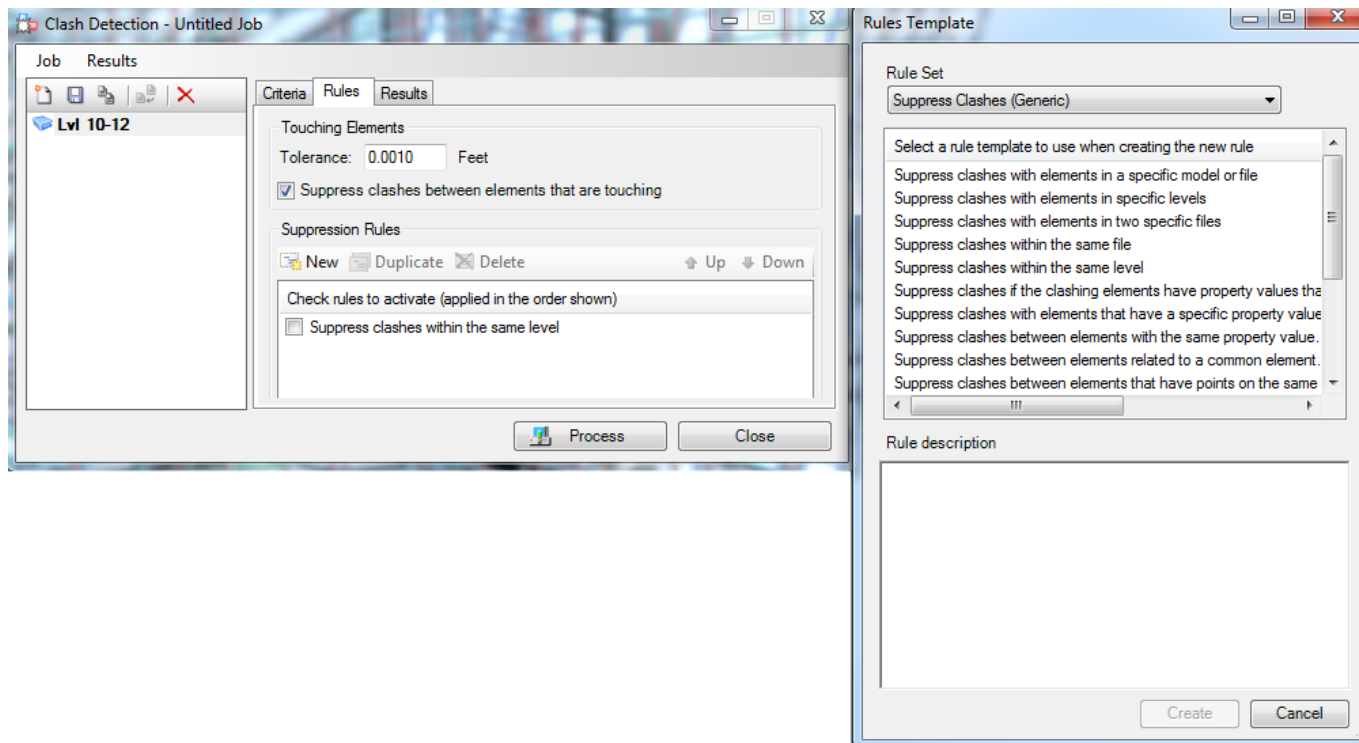 Clash Detection - Untitled Job
Job Results
Lvl 10-12
Criteria Rules Results
Touching Elements
Tolerance: 0.0010 Feet
Suppress clashes between elements that are touching
Suppression Rules
New Duplicate Delete Up Down
Check rules to activate (applied in the order shown)
Suppress clashes within the same level
Process Close
Rules Template
Rule Set
Suppress Clashes (Generic)
Select a rule template to use when creating the new rule
Suppress clashes with elements in a specific model or file
Suppress clashes with elements in specific levels
Suppress clashes with elements in two specific files
Suppress clashes within the same file
Suppress clashes within the same level
Suppress clashes if the clashing elements have property values tha
Suppress clashes with elements that have a specific property value
Suppress clashes between elements with the same property value.
Suppress clashes between elements related to a common element.
Suppress clashes between elements that have points on the same
Rule description
Create Cancel